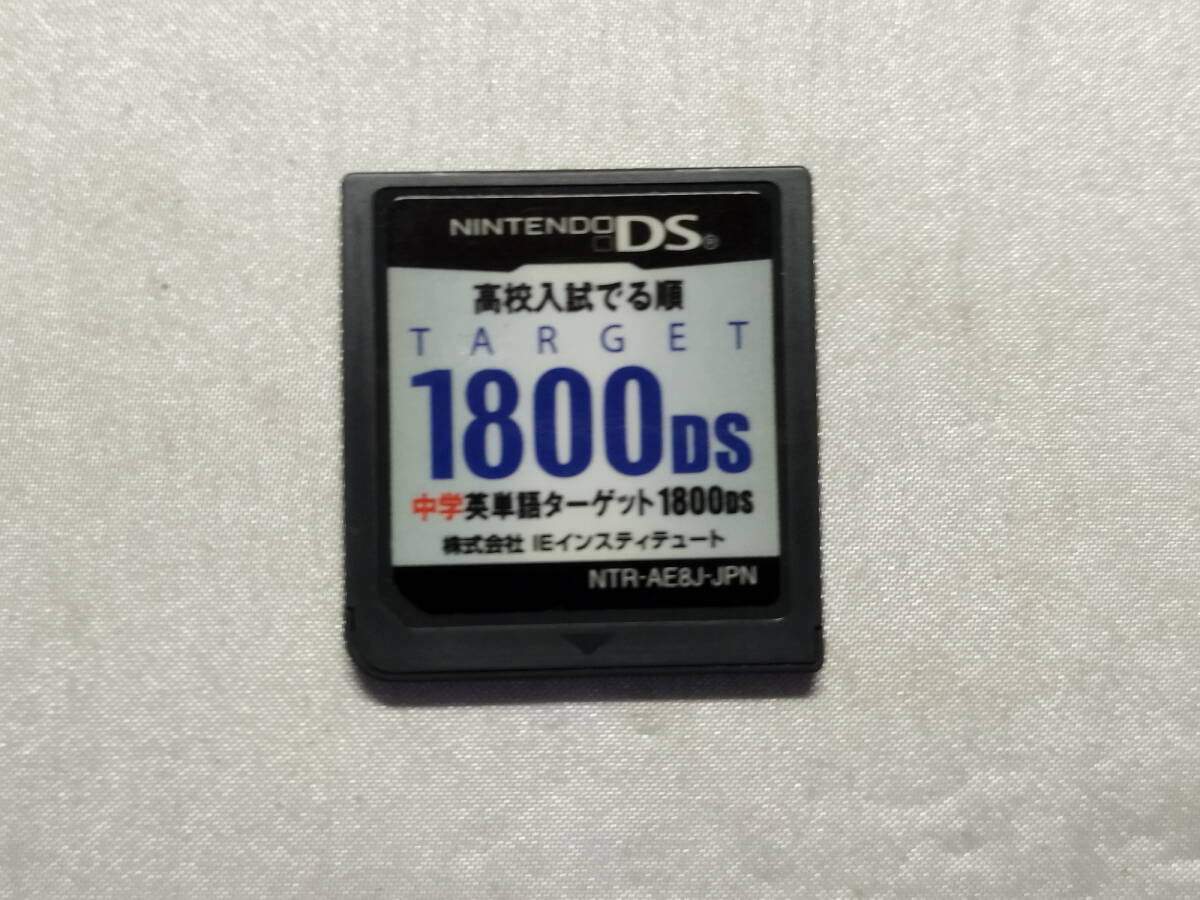 NINTENDO DS®
高校入試でる順
TARGET
1800DS
中学英単語ターゲット1800DS
株式会社 IEインスティテュート
NTR-AE8J-JPN